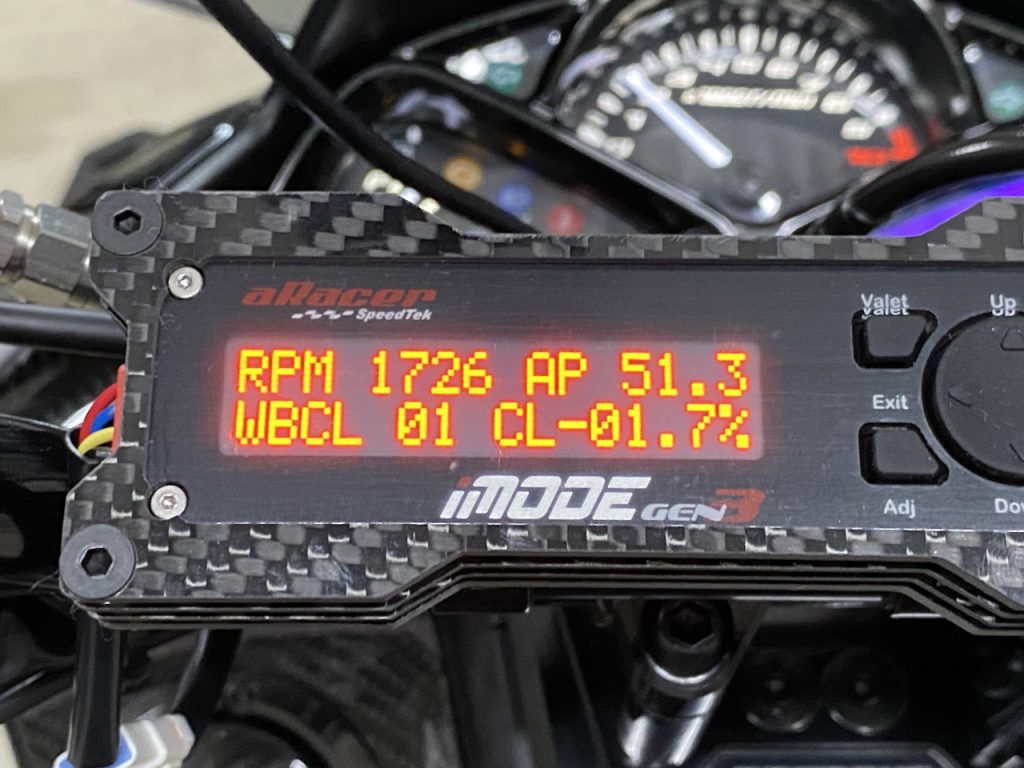 aRacer
SpeedTek
RPM 1726 AP 51.3
WBCL 01 CL-01.7%
iMODE GEN3
Valet
Up
Exit
Adj